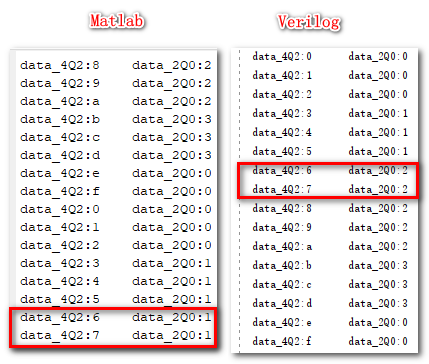 Matlab
data_4Q2:8 data_2Q0:2
data_4Q2:9 data_2Q0:2
data_4Q2:a data_2Q0:2
data_4Q2:b data_2Q0:3
data_4Q2:c data_2Q0:3
data_4Q2:d data_2Q0:3
data_4Q2:e data_2Q0:0
data_4Q2:f data_2Q0:0
data_4Q2:0 data_2Q0:0
data_4Q2:1 data_2Q0:0
data_4Q2:2 data_2Q0:0
data_4Q2:3 data_2Q0:1
data_4Q2:4 data_2Q0:1
data_4Q2:5 data_2Q0:1
data_4Q2:6 data_2Q0:1
data_4Q2:7 data_2Q0:1
Verilog
data_4Q2:0 data_2Q0:0
data_4Q2:1 data_2Q0:0
data_4Q2:2 data_2Q0:0
data_4Q2:3 data_2Q0:1
data_4Q2:4 data_2Q0:1
data_4Q2:5 data_2Q0:1
data_4Q2:6 data_2Q0:2
data_4Q2:7 data_2Q0:2
data_4Q2:8 data_2Q0:2
data_4Q2:9 data_2Q0:2
data_4Q2:a data_2Q0:2
data_4Q2:b data_2Q0:3
data_4Q2:c data_2Q0:3
data_4Q2:d data_2Q0:3
data_4Q2:e data_2Q0:0
data_4Q2:f data_2Q0:0